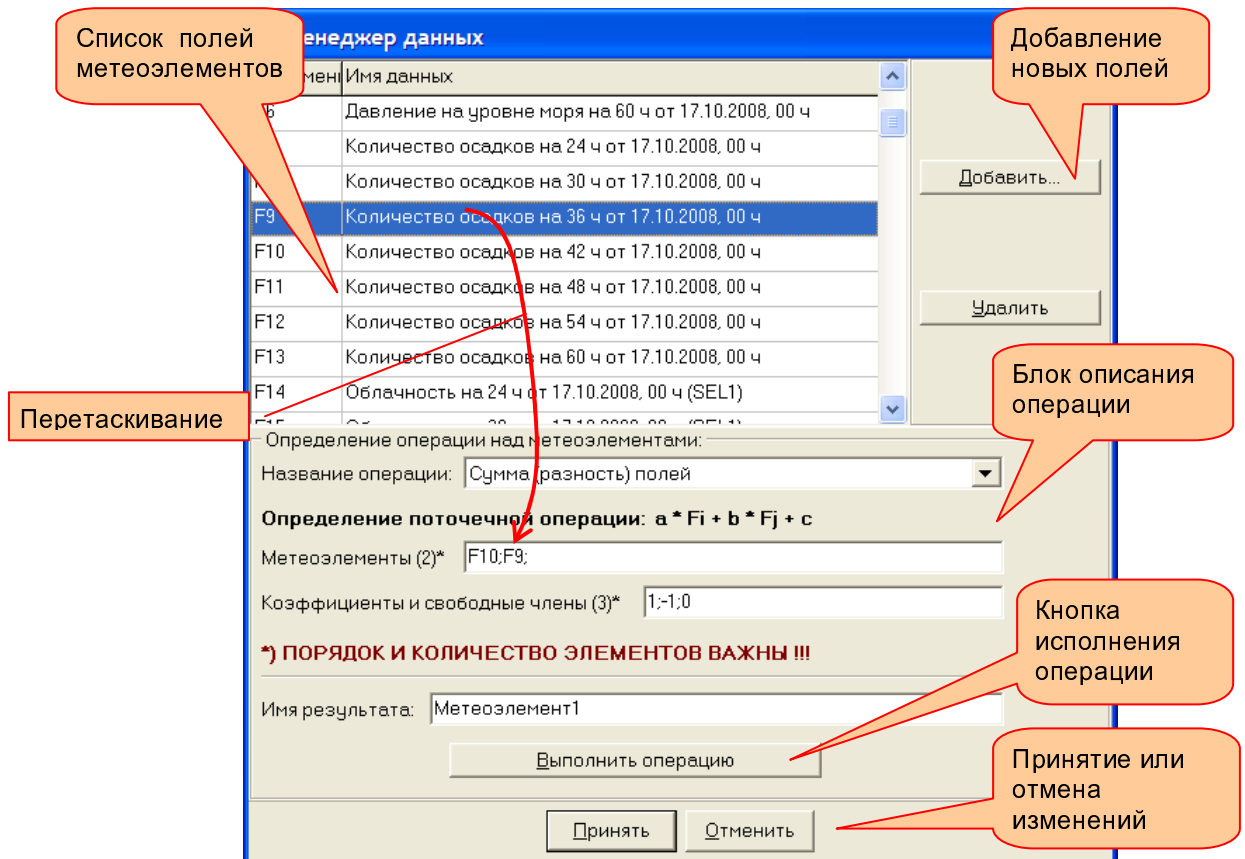 Список полей
метеоэлементов
енеджер данных
Добавление
новых полей
мені Имя данных
6 Давление на уровне моря на 60 ч от 17.10.2008, 00 ч
Количество осадков на 24 ч от 17.10.2008, 00 ч
Количество осадков на 30 ч от 17.10.2008, 00 ч
F9 Количество осадков на 36 ч от 17.10.2008, 00 ч
F10 Количество осадков на 42 ч от 17.10.2008, 00 ч
F11 Количество осадков на 48 ч от 17.10.2008, 00 ч
F12 Количество осадков на 54 ч от 17.10.2008, 00 ч
F13 Количество осадков на 60 ч от 17.10.2008, 00 ч
F14 Облачность на 24 ч от 17.10.2008, 00 ч (SEL1)
Добавить...
Удалить
Перетаскивание
Блок описания
операции
Определение операции над метеоэлементами:
Название операции: Сумма (разность) полей
Определение поточечной операции: a * Fi + b * Fj + c
Метеоэлементы (2)* F10;F9;
Коэффициенты и свободные члены (3)* 1;-1;0
*) ПОРЯДОК И КОЛИЧЕСТВО ЭЛЕМЕНТОВ ВАЖНЫ !!!
Имя результата: Метеоэлемент1
Выполнить операцию
Кнопка
исполнения
операции
Принять Отменить
Принятие или
отмена
изменений